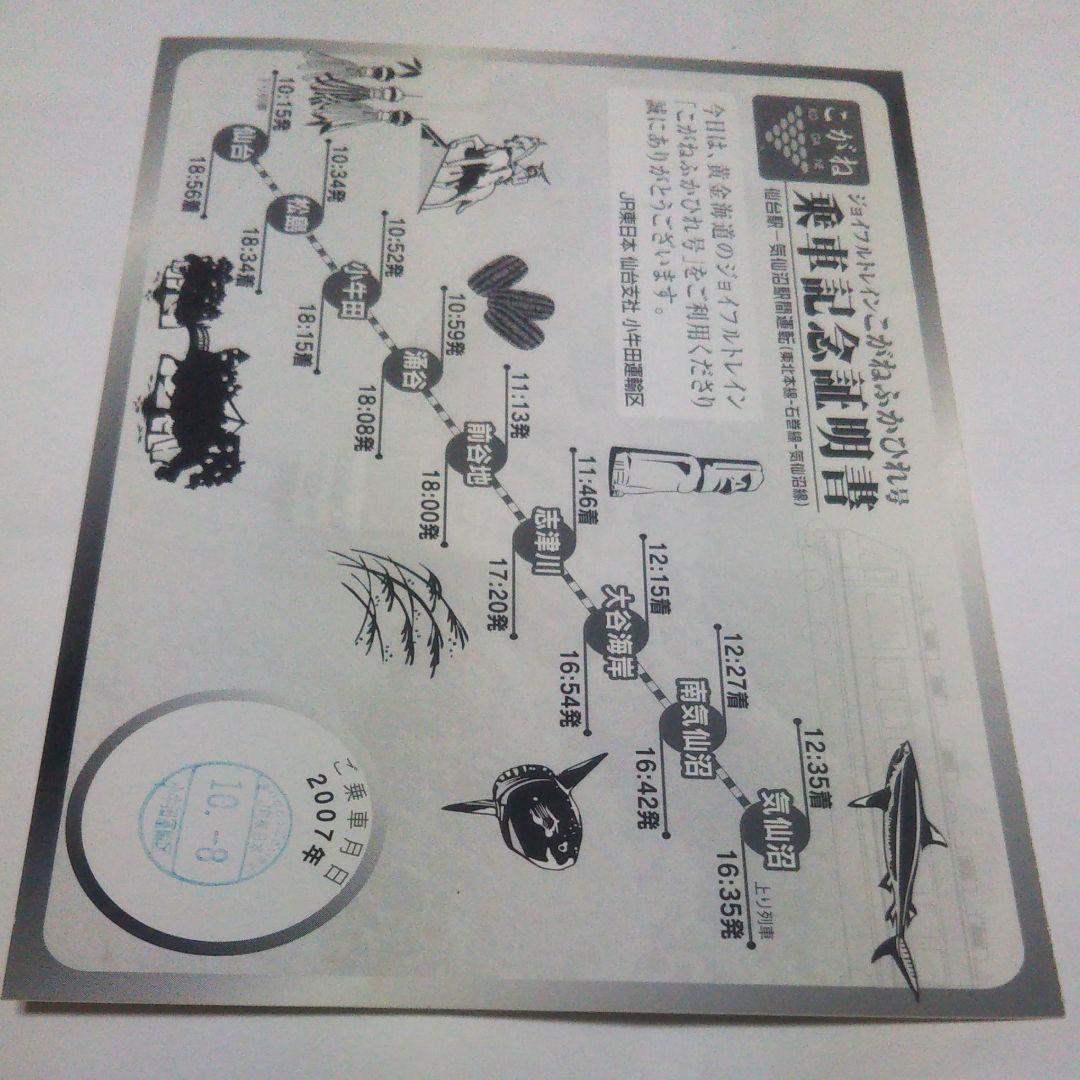 こがね
KO GA NE
ジョイフルトレインこがねふかひれ号
乗車記念証明書
仙台駅－気仙沼駅間運転(東北本線-石巻線-気仙沼線)
今日は、黄金海道のジョイフルトレイン
「こがねふかひれ号」をご利用くださり
誠にありがとうございます。
JR東日本 仙台支社 小牛田運輸区
10:15発
仙台
18:56着
10:34発
松島
18:34着
10:52発
小牛田
18:15着
10:59発
涌谷
18:08発
11:13発
前谷地
18:00発
11:46着
志津川
17:20発
12:15着
大谷海岸
16:54発
12:27着
南気仙沼
16:42発
12:35着
気仙沼
上り列車
16:35発
ご乗車月日
2007年
10.-8